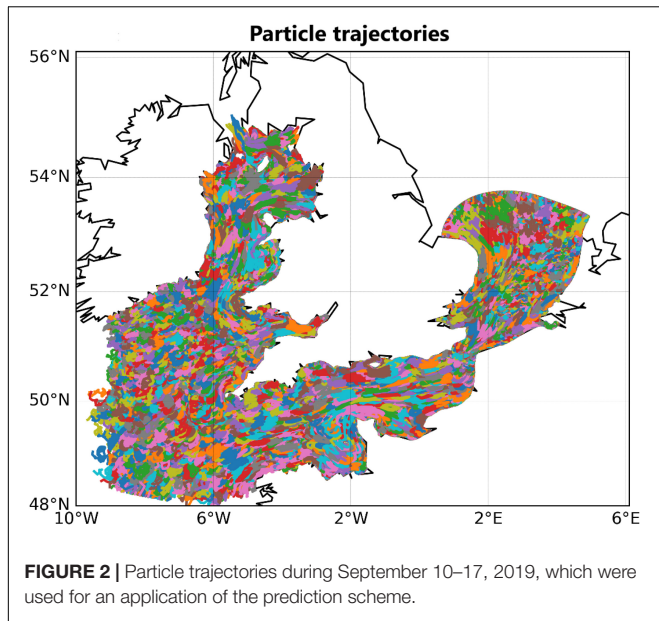 Particle trajectories
56°N
54°N
52°N
50°N
48°N
10°W 6°W 2°W 2°E 6°E
FIGURE 2 | Particle trajectories during September 10–17, 2019, which were
used for an application of the prediction scheme.